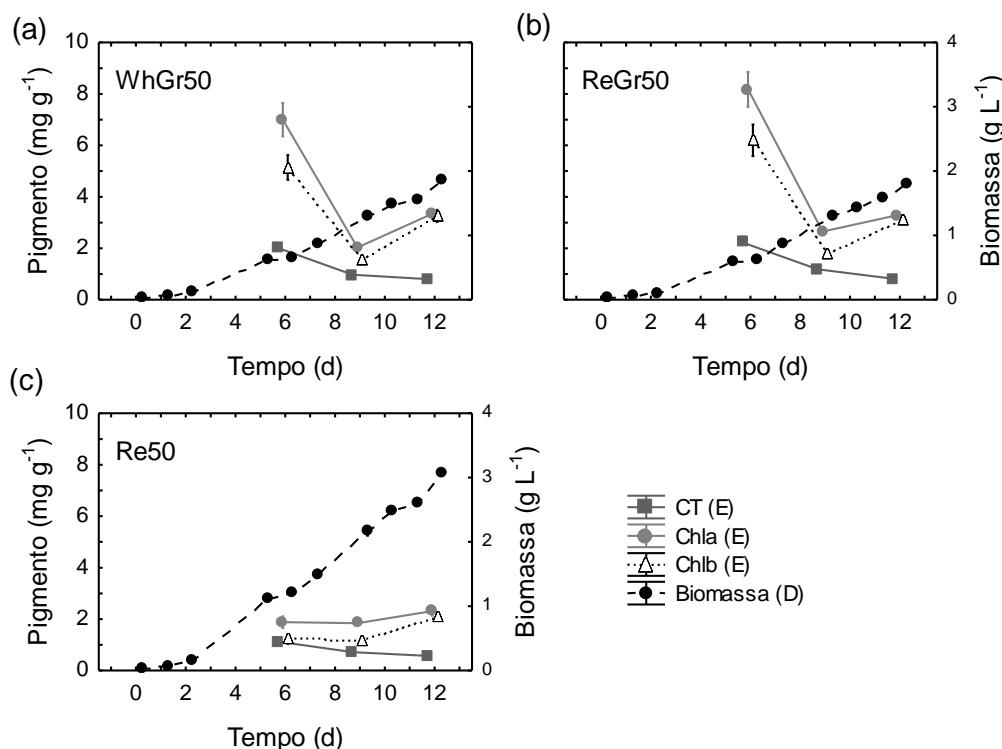 (a)
WhGr50
Pigmento (mg g⁻¹)
10
8
6
4
2
0
0 2 4 6 8 10 12
Tempo (d)
(b)
ReGr50
Biomassa (g L⁻¹)
4
3
2
1
0
0 2 4 6 8 10 12
Tempo (d)
(c)
Re50
Pigmento (mg g⁻¹)
10
8
6
4
2
0
Biomassa (g L⁻¹)
4
3
2
1
0
0 2 4 6 8 10 12
Tempo (d)
CT (E)
Chla (E)
Chlb (E)
Biomassa (D)